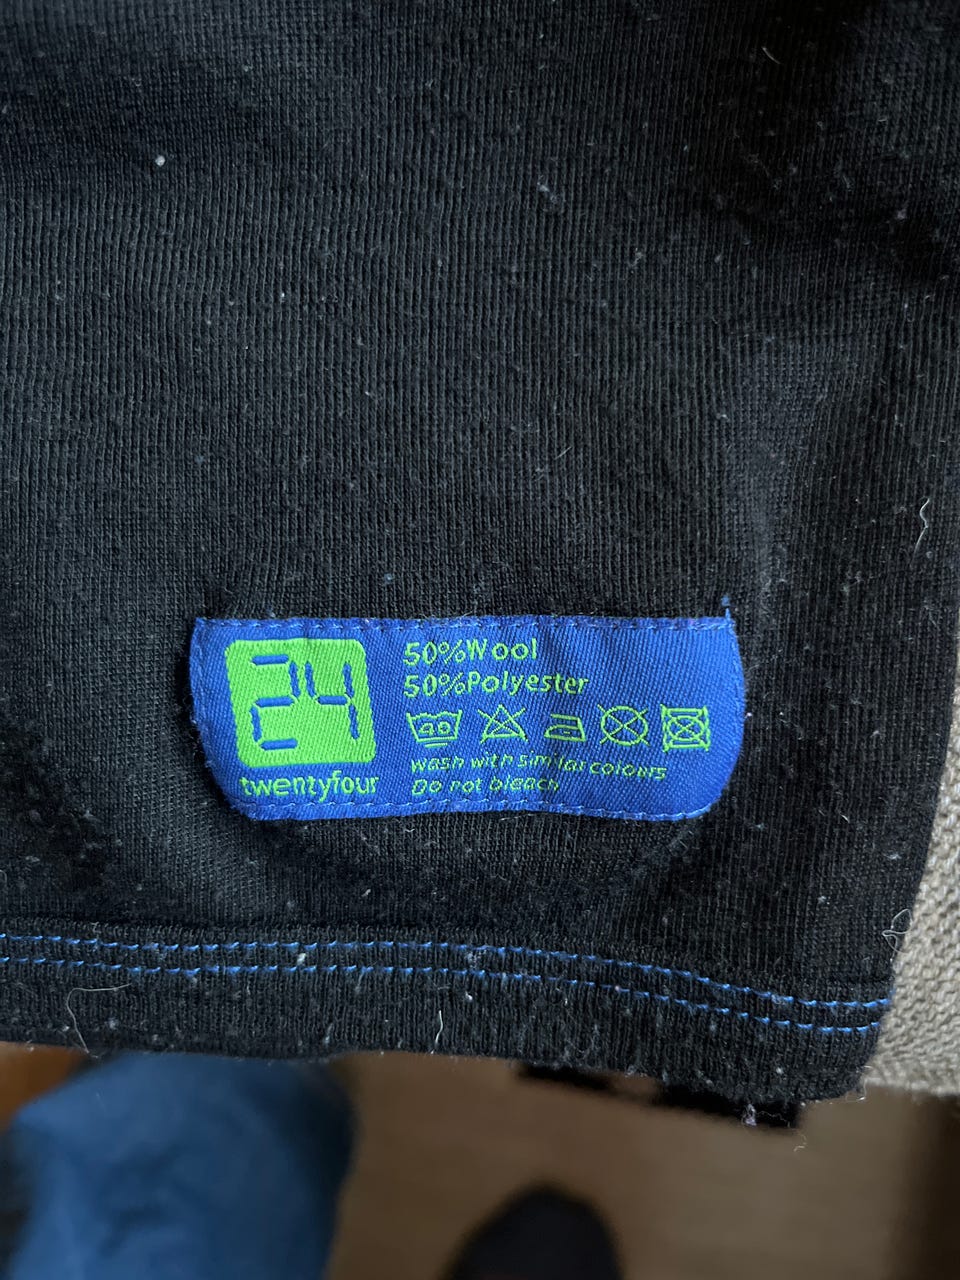 24
twentyfour
50%Wool
50%Polyester
40
wash with similar colours
Do not bleach